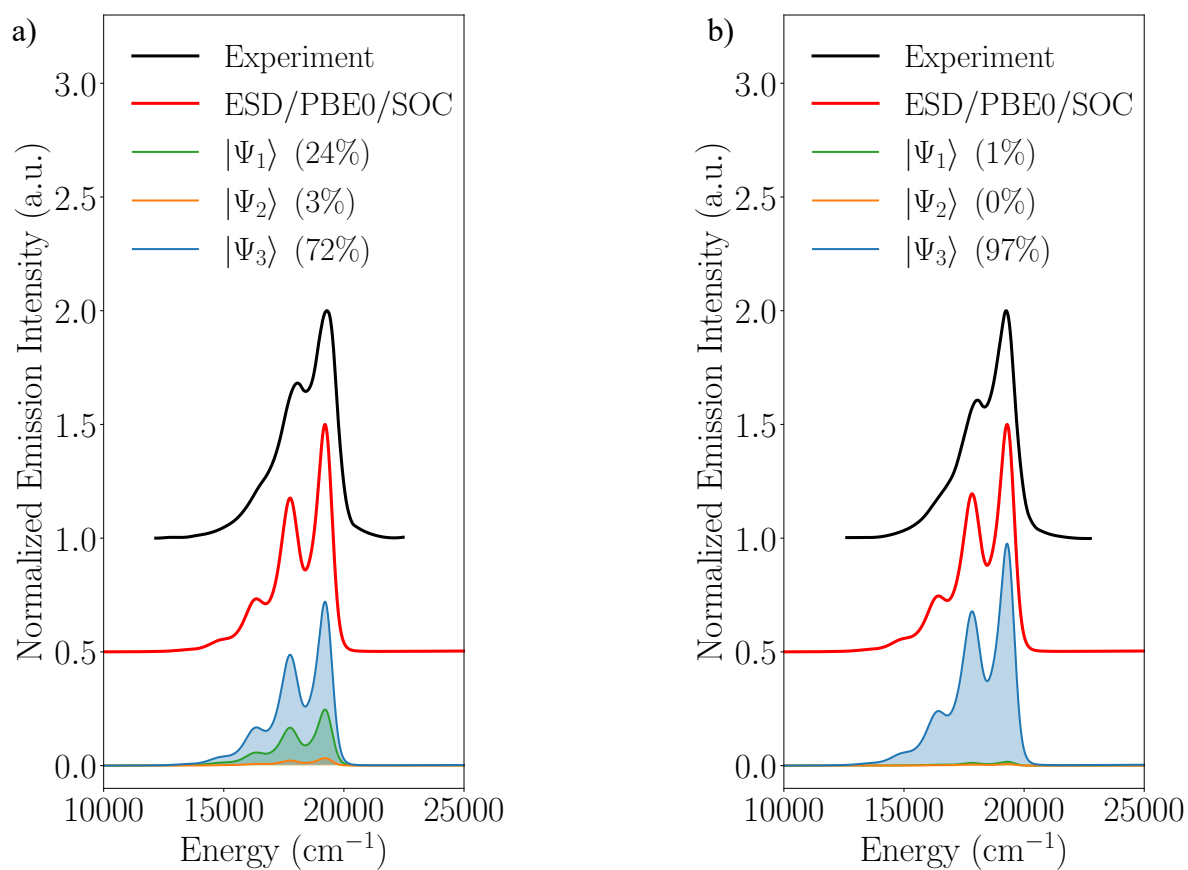 a)
Experiment
ESD/PBE0/SOC
|Ψ₁⟩ (24%)
|Ψ₂⟩ (3%)
|Ψ₃⟩ (72%)
Normalized Emission Intensity (a.u.)
3.0
2.5
2.0
1.5
1.0
0.5
0.0
10000 15000 20000 25000
Energy (cm⁻¹)
b)
Experiment
ESD/PBE0/SOC
|Ψ₁⟩ (1%)
|Ψ₂⟩ (0%)
|Ψ₃⟩ (97%)
Normalized Emission Intensity (a.u.)
3.0
2.5
2.0
1.5
1.0
0.5
0.0
10000 15000 20000 25000
Energy (cm⁻¹)